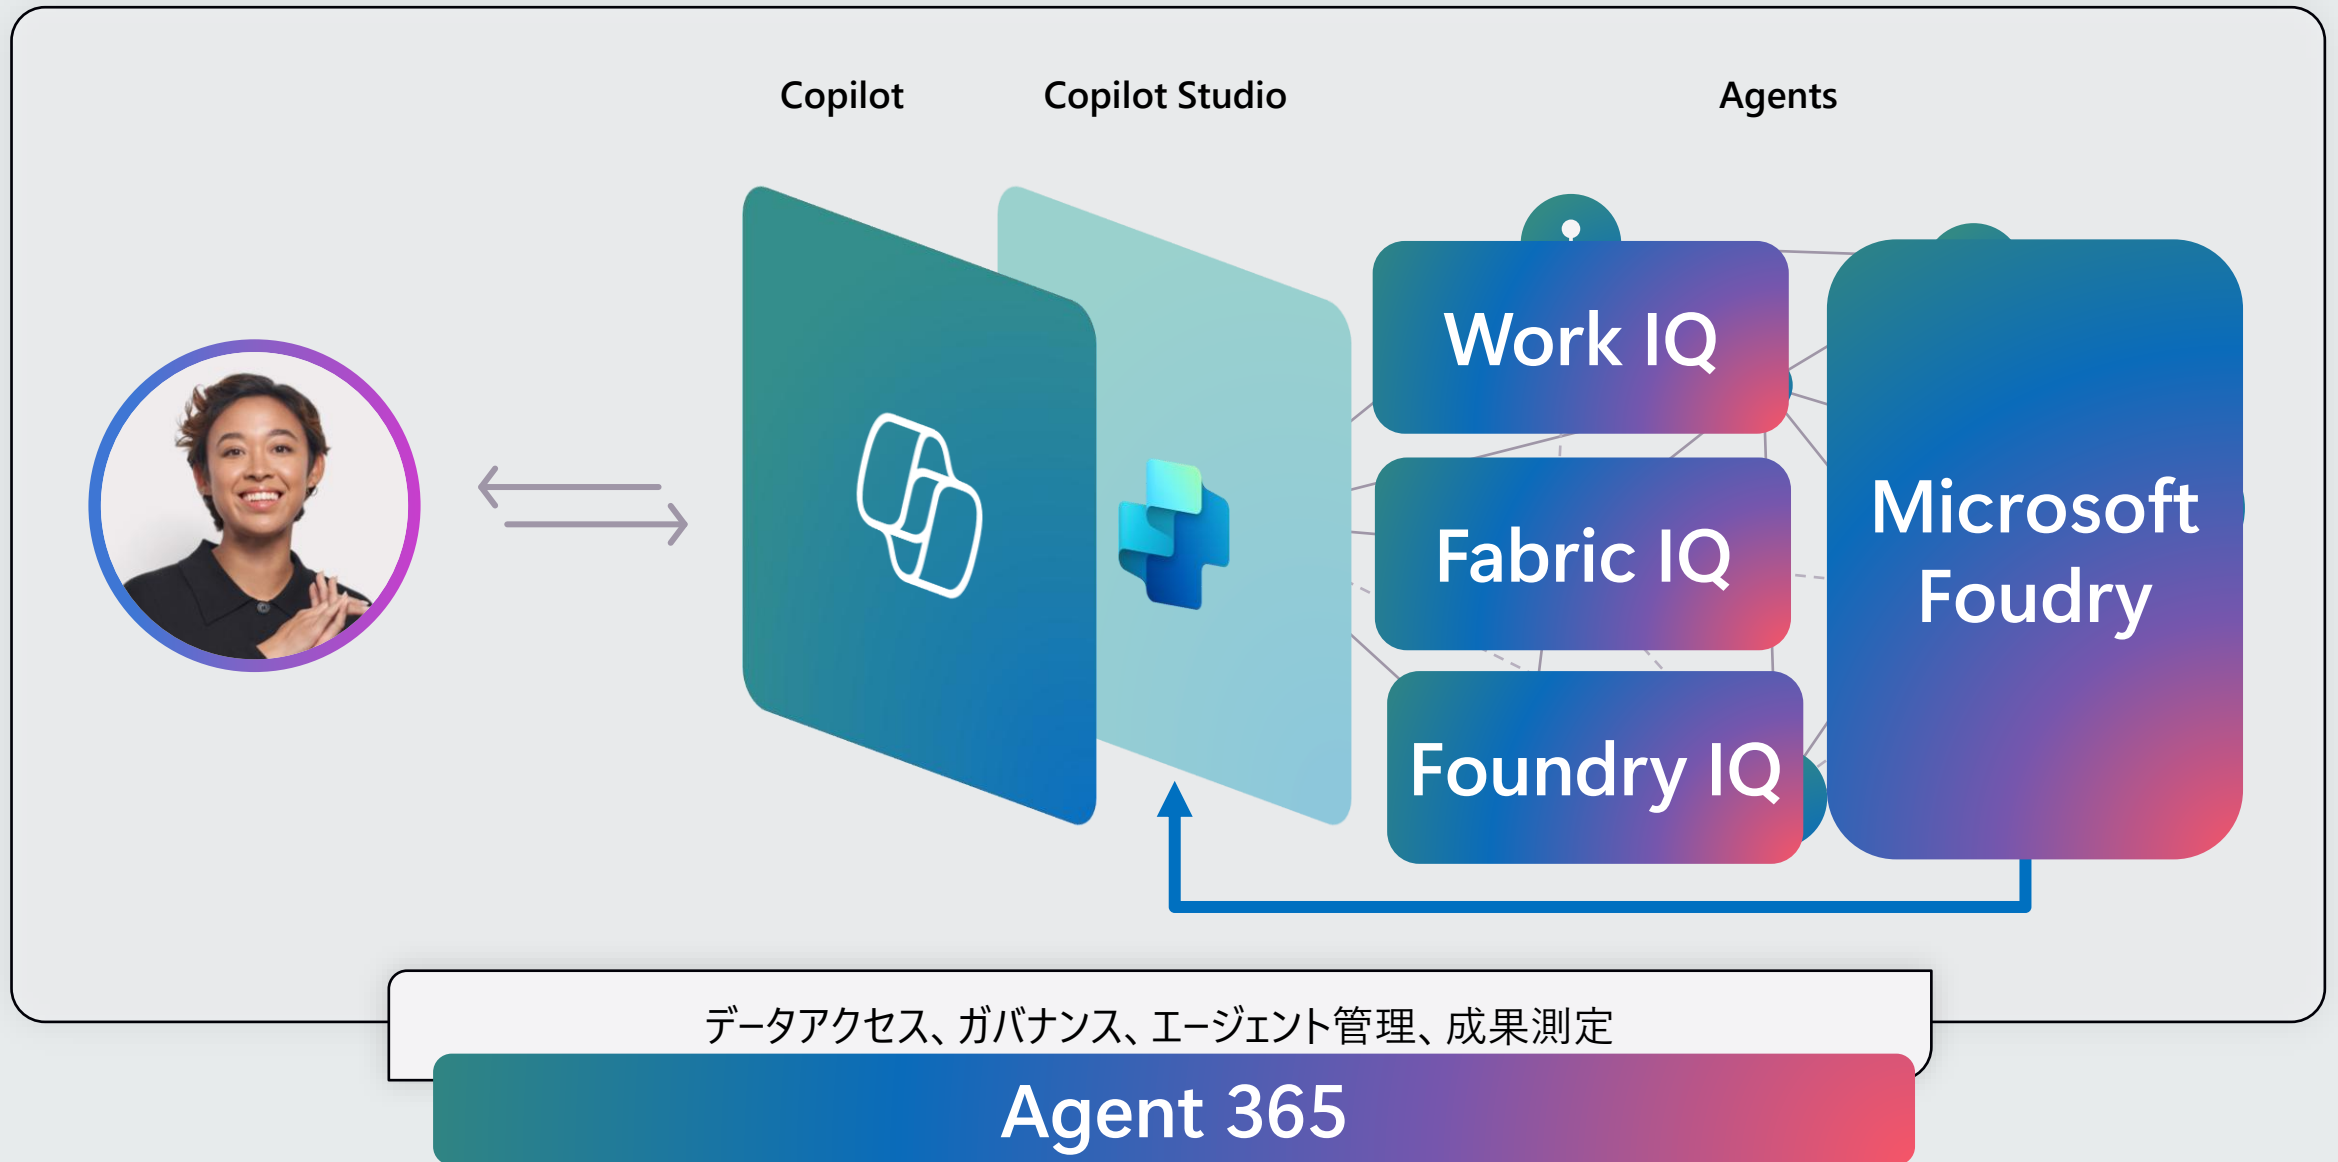 Copilot
Copilot Studio
Agents
Work IQ
Fabric IQ
Foundry IQ
Microsoft
Foudry
データアクセス、ガバナンス、エージェント管理、成果測定
Agent 365